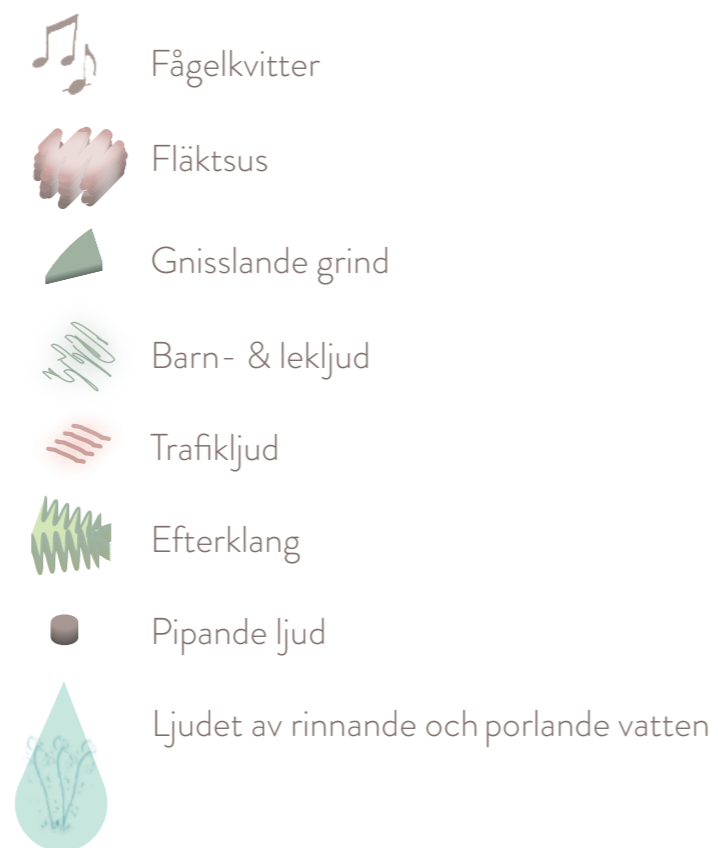 Fågelkvitter
Fläktsus
Gnisslande grind
Barn- & lekljud
Trafikljud
Efterklang
Pipande ljud
Ljudet av rinnande och porlande vatten